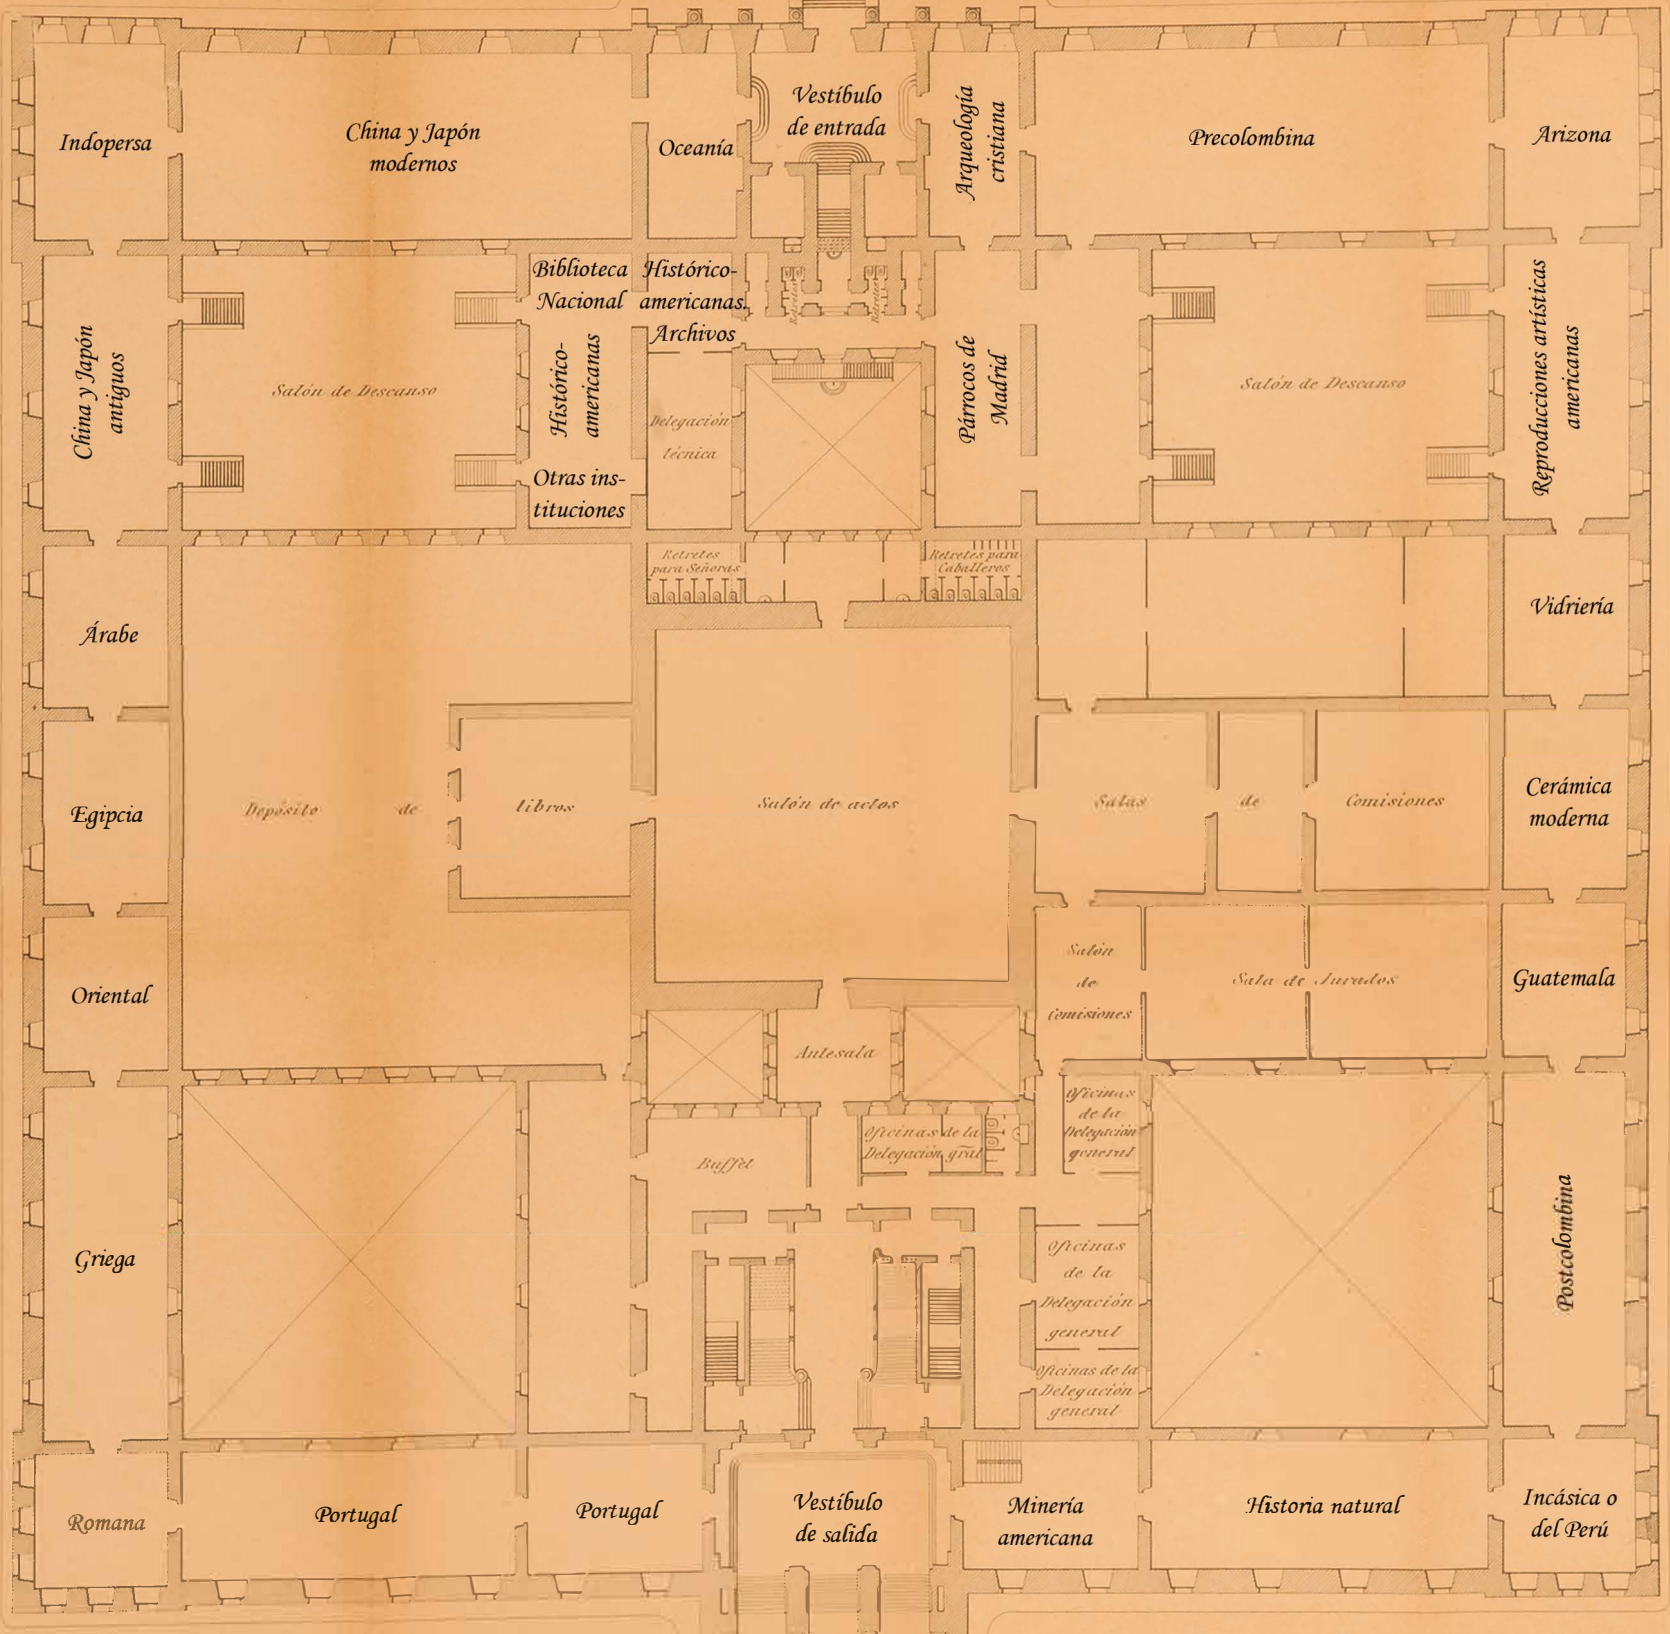 Indopersa
China y Japón
modernos
Oceanía
Vestíbulo
de entrada
Arqueología
cristiana
Precolombina
Arizona
China y Japón
antiguos
Salón de Descanso
Biblioteca
Nacional
Histórico-
americanas
Otras ins-
tituciones
Histórico-
americanas.
Archivos
Delegación
técnica
Retretes
Retretes
Párrocos de
Madrid
Salón de Descanso
Reproducciones artísticas
americanas
Árabe
Retretes
para Señoras
Retretes para
Caballeros
Vidriería
Egipcia
Depósito de libros
Salón de actos
Salas de Comisiones
Cerámica
moderna
Oriental
Antesala
Salón
de
Comisiones
Sala de Jurados
Guatemala
Griega
Buffet
Oficinas de la
Delegación gral
Oficinas
de la
Delegación
general
Oficinas
de la
Delegación
general
Oficinas de la
Delegación
general
Postcolombina
Romana
Portugal
Portugal
Vestíbulo
de salida
Minería
americana
Historia natural
Incásica o
del Perú